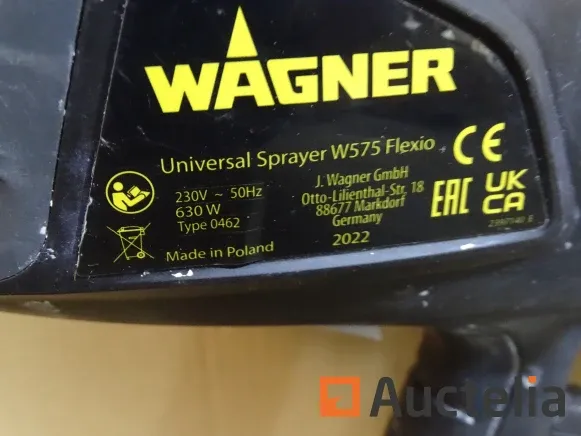 WAGNER
Universal Sprayer W575 Flexio
230V ~ 50Hz
630 W
Type 0462
J. Wagner GmbH
Otto-Lilienthal-Str. 18
88677 Markdorf
Germany
2022
Made in Poland
CE
EAC
UK
CA
Auctelia